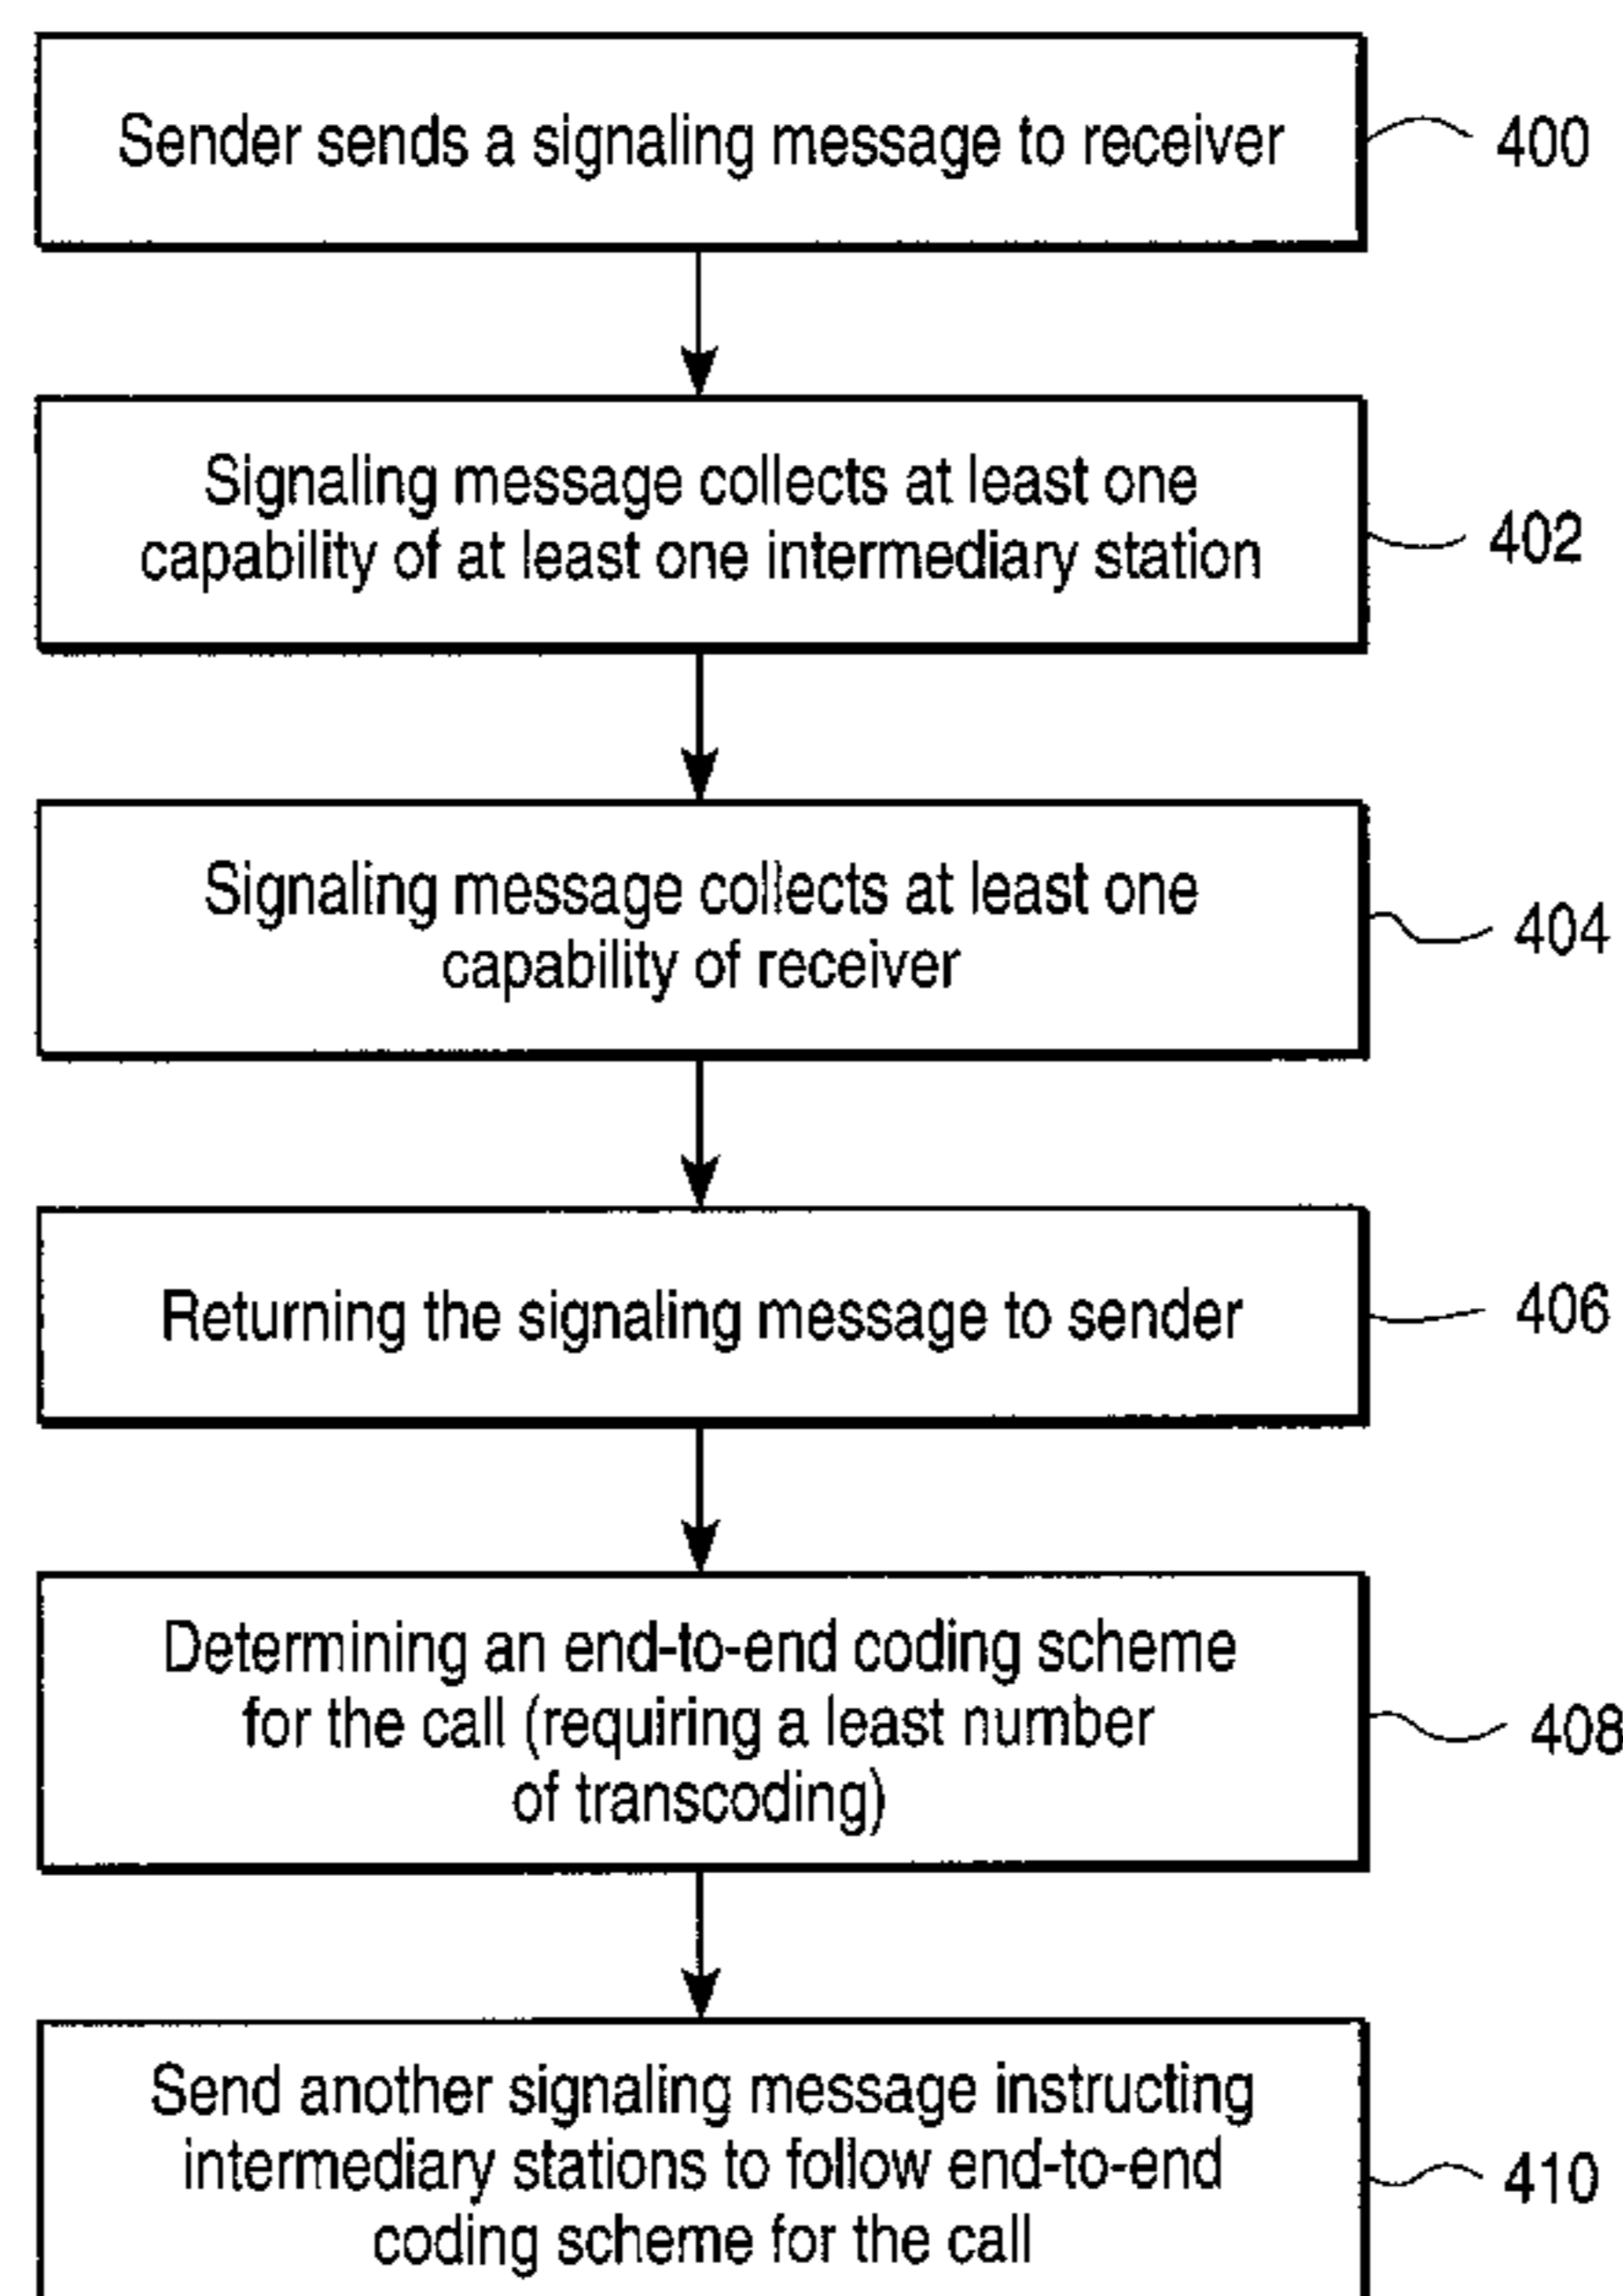 Sender sends a signaling message to receiver
400
Signaling message collects at least one
capability of at least one intermediary station
402
Signaling message collects at least one
capability of receiver
404
Returning the signaling message to sender
406
Determining an end-to-end coding scheme
for the call (requiring a least number
of transcoding)
408
Send another signaling message instructing
intermediary stations to follow end-to-end
coding scheme for the call
410